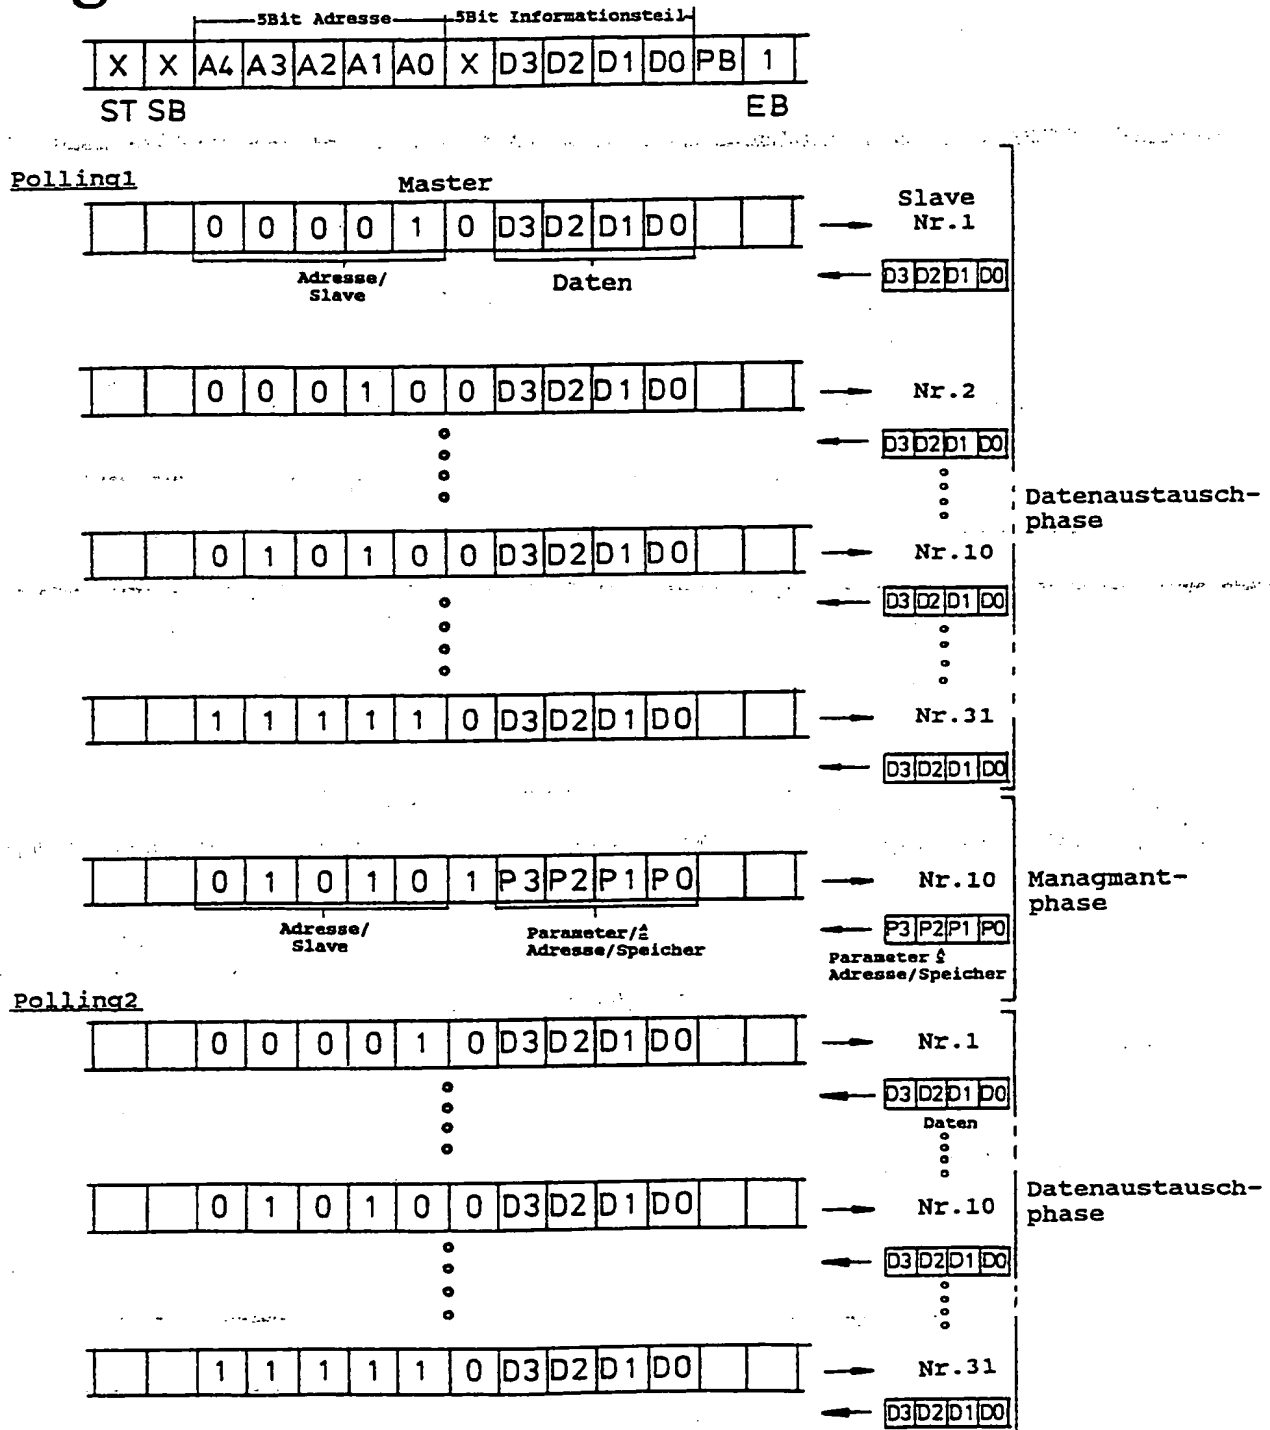 5Bit Adresse 5Bit Informationsteil
X X A4 A3 A2 A1 A0 X D3 D2 D1 D0 PB 1
ST SB EB
Polling1
Master
Slave
0 0 0 0 1 0 D3 D2 D1 D0 Nr.1
Adresse/
Slave
Daten
D3 D2 D1 D0
0 0 0 1 0 0 D3 D2 D1 D0 Nr.2
D3 D2 D1 D0
Datenaustausch-
phase
0 1 0 1 0 0 D3 D2 D1 D0 Nr.10
D3 D2 D1 D0
1 1 1 1 1 0 D3 D2 D1 D0 Nr.31
D3 D2 D1 D0
0 1 0 1 0 1 P3 P2 P1 P0 Nr.10
Managmant-
phase
Adresse/
Slave
Parameter/≙
Adresse/Speicher
P3 P2 P1 P0
Parameter ≙
Adresse/Speicher
Polling2
0 0 0 0 1 0 D3 D2 D1 D0 Nr.1
D3 D2 D1 D0
Daten
0 1 0 1 0 0 D3 D2 D1 D0 Nr.10
Datenaustausch-
phase
D3 D2 D1 D0
1 1 1 1 1 0 D3 D2 D1 D0 Nr.31
D3 D2 D1 D0